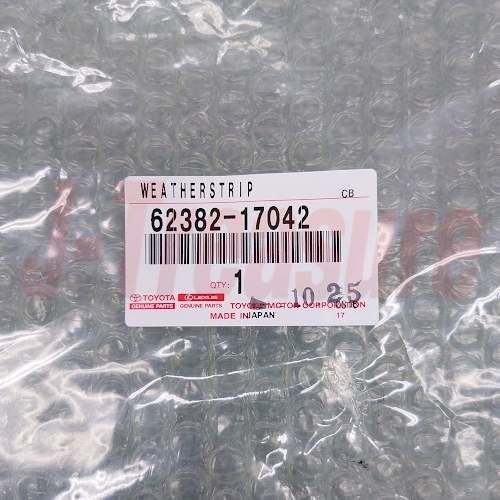 WEATHERSTRIP
CB
62382-17042
QTY: 1
TOYOTA LEXUS
GENUINE PARTS GENUINE PARTS
TOYOTA MOTOR CORPORATION
10 25
MADE IN JAPAN 17
J-Treasure